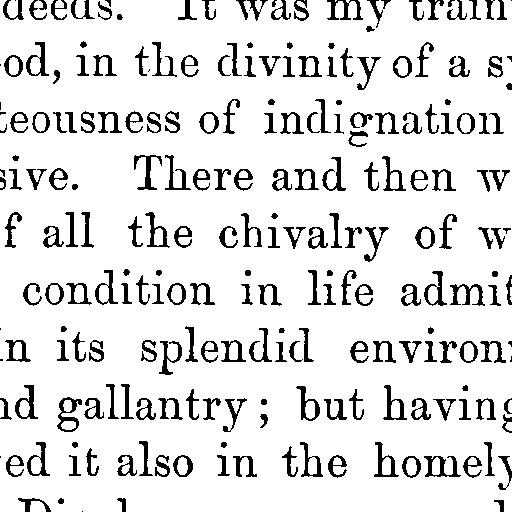 deeds. It was my train
od, in the divinity of a sy
teousness of indignation
sive. There and then w
f all the chivalry of w
condition in life admit
in its splendid environ
nd gallantry; but having
ed it also in the homely